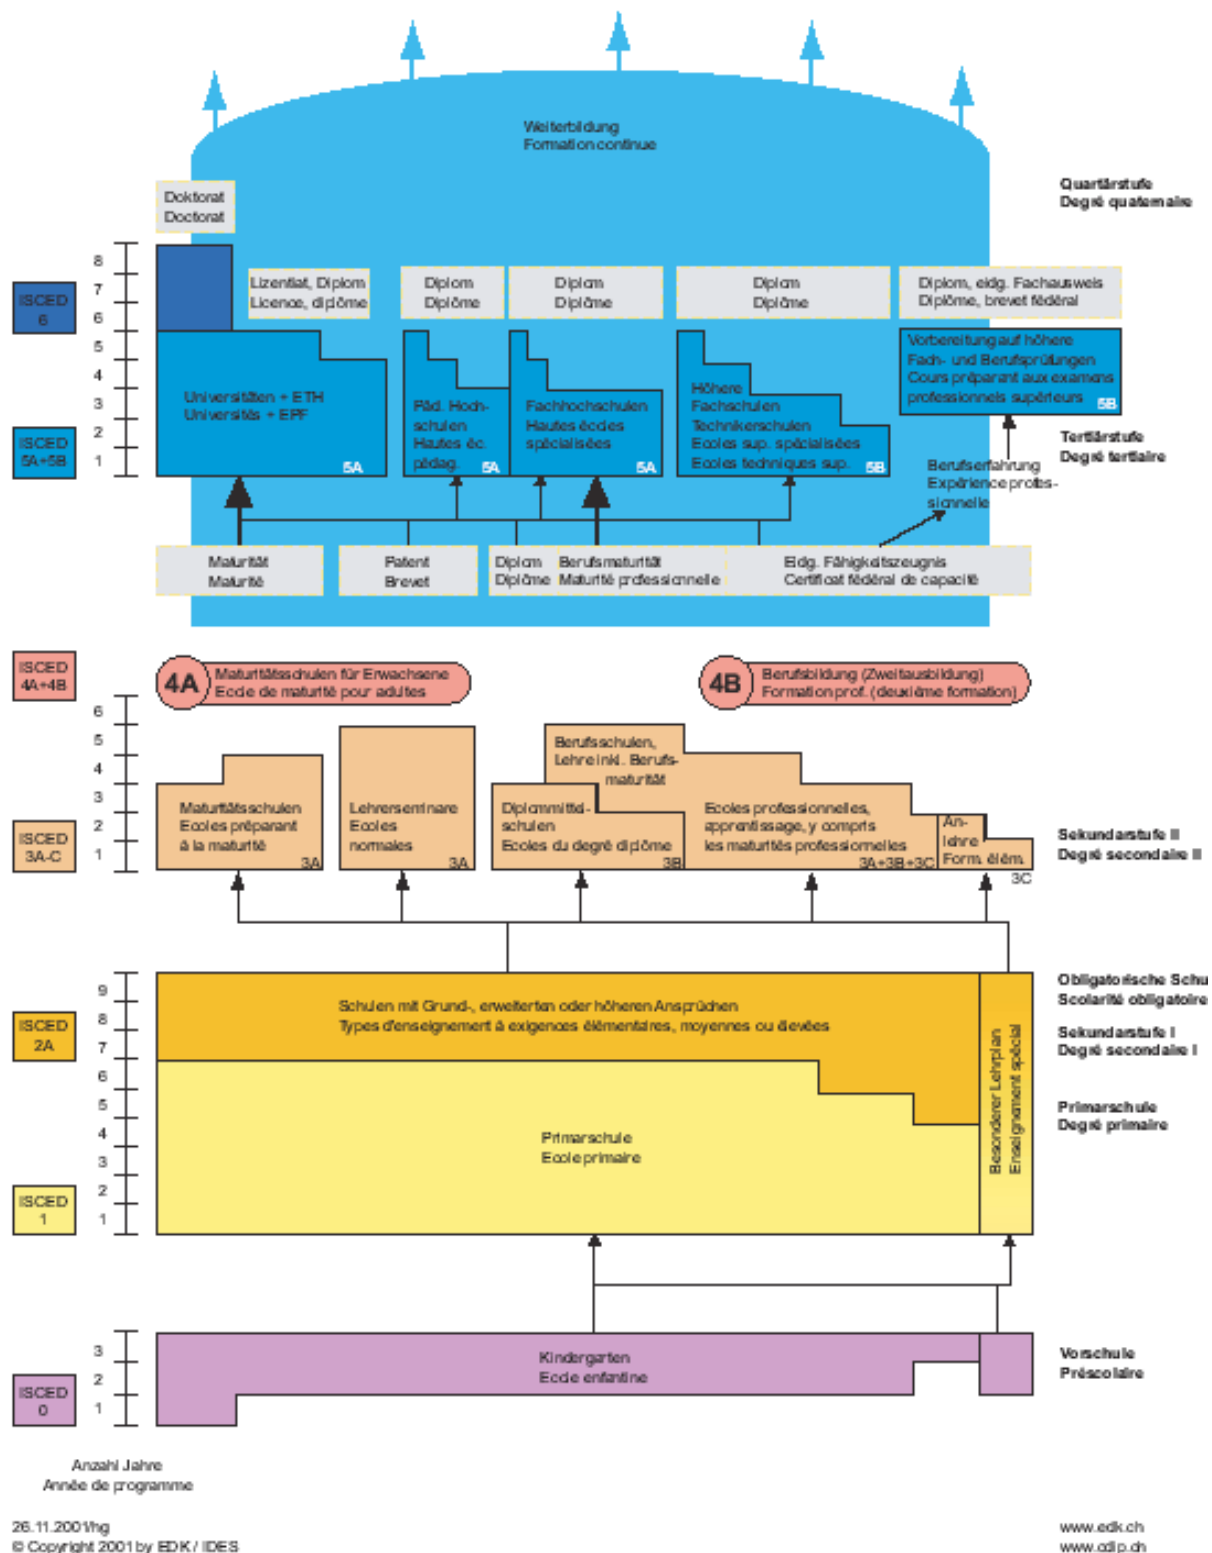 Weiterbildung
Formation continue
Quartärstufe
Degré quaternaire
Doktorat
Doctorat
8
7
6
5
4
3
2
1
ISCED
6
Lizentiat, Diplom
Licence, diplôme
Diplom
Diplôme
Diplom
Diplôme
Diplom
Diplôme
Diplom, eidg. Fachausweis
Diplôme, brevet fédéral
Universitäten + ETH
Universités + EPF
5A
Päd. Hoch-
schulen
Hautes éc.
pédag.
5A
Fachhochschulen
Hautes écoles
spécialisées
5A
Höhere
Fachschulen
Technikerschulen
Ecoles sup. spécialisées
Ecoles techniques sup.
5B
Vorbereitung auf höhere
Fach- und Berufsprüfungen
Cours préparant aux examens
professionnels supérieurs
5B
ISCED
5A+5B
Tertiärstufe
Degré tertiaire
Berufserfahrung
Expérience profes-
sionnelle
Maturität
Maturité
Patent
Brevet
Diplom
Diplôme
Berufsmaturität
Maturité professionnelle
Eidg. Fähigkeitszeugnis
Certificat fédéral de capacité
ISCED
4A+4B
4A
Maturitätsschulen für Erwachsene
Ecole de maturité pour adultes
4B
Berufsbildung (Zweitausbildung)
Formation prof. (deuxième formation)
6
5
4
3
2
1
ISCED
3A-C
Maturitätsschulen
Ecoles préparant
à la maturité
3A
Lehrerseminare
Ecoles
normales
3A
Berufsschulen,
Lehre inkl. Berufs-
maturität
Diplommittel-
schulen
Ecoles du degré diplôme
3B
Ecoles professionnelles,
apprentissage, y compris
les maturités professionnelles
3A+3B+3C
An-
lehre
Form. élém.
3C
Sekundarstufe II
Degré secondaire II
9
8
7
6
5
4
3
2
1
ISCED
2A
ISCED
1
Schulen mit Grund-, erweiterten oder höheren Ansprüchen
Types d'enseignement à exigences élémentaires, moyennes ou élevées
Primarschule
Ecole primaire
Besonderer Lehrplan
Enseignement spécial
Obligatorische Schu
Scolarité obligatoire
Sekundarstufe I
Degré secondaire I
Primarschule
Degré primaire
3
2
1
ISCED
0
Kindergarten
Ecole enfantine
Vorschule
Préscolaire
Anzahl Jahre
Année de programme
26.11.2001/hg
© Copyright 2001 by EDK / IDES
www.edk.ch
www.cdip.ch